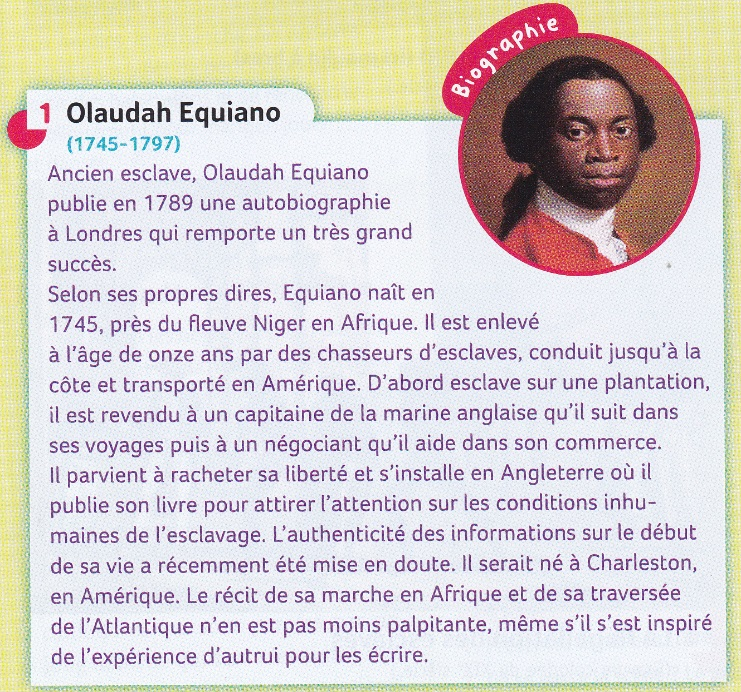 Biographie
1 Olaudah Equiano
(1745-1797)
Ancien esclave, Olaudah Equiano
publie en 1789 une autobiographie
à Londres qui remporte un très grand
succès.
Selon ses propres dires, Equiano naît en
1745, près du fleuve Niger en Afrique. Il est enlevé
à l'âge de onze ans par des chasseurs d'esclaves, conduit jusqu'à la
côte et transporté en Amérique. D'abord esclave sur une plantation,
il est revendu à un capitaine de la marine anglaise qu'il suit dans
ses voyages puis à un négociant qu'il aide dans son commerce.
Il parvient à racheter sa liberté et s'installe en Angleterre où il
publie son livre pour attirer l'attention sur les conditions inhu-
maines de l'esclavage. L'authenticité des informations sur le début
de sa vie a récemment été mise en doute. Il serait né à Charleston,
en Amérique. Le récit de sa marche en Afrique et de sa traversée
de l'Atlantique n'en est pas moins palpitante, même s'il s'est inspiré
de l'expérience d'autrui pour les écrire.